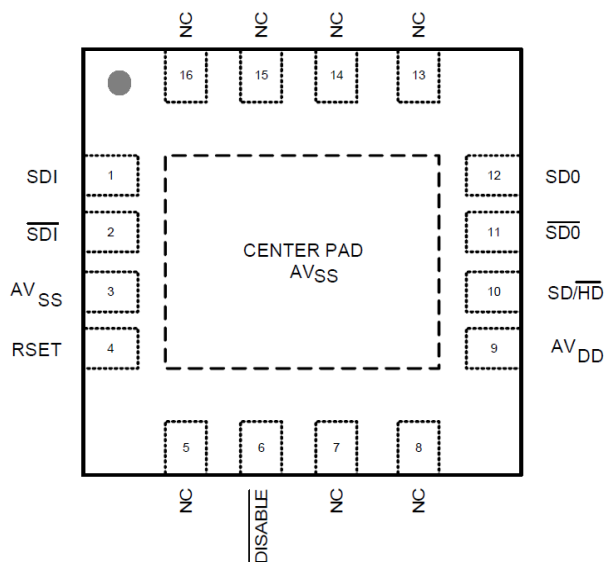 NC NC NC NC
16 15 14 13
SDI 1 12 SD0
SDI 2 11 SD0
CENTER PAD
AVSS
AVSS 3 10 SD/HD
RSET 4 9 AVDD
5 6 7 8
NC DISABLE NC NC